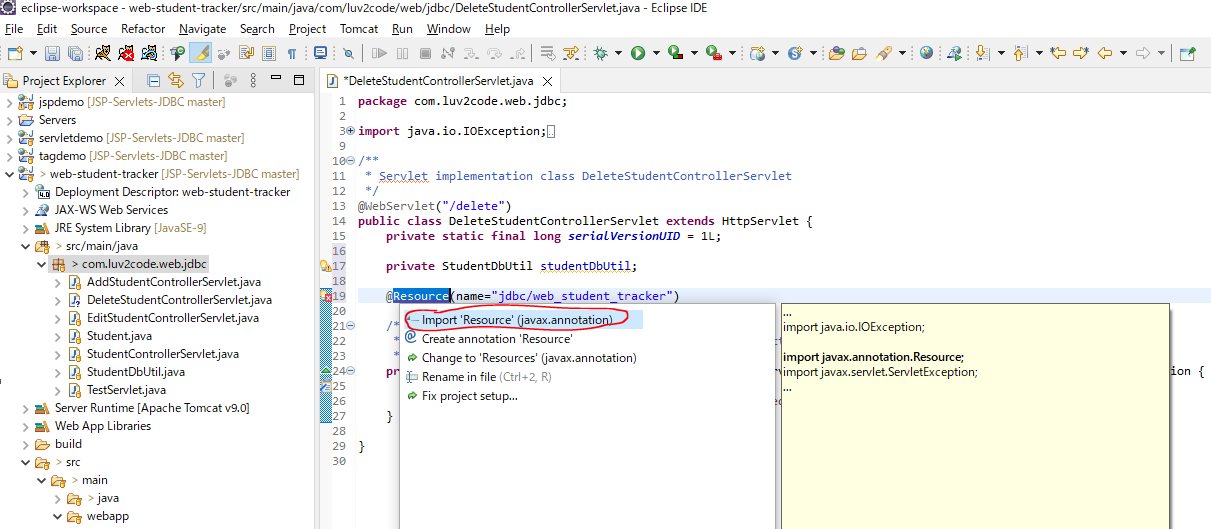 eclipse-workspace - web-student-tracker/src/main/java/com/luv2code/web/jdbc/DeleteStudentControllerServlet.java - Eclipse IDE
File Edit Source Refactor Navigate Search Project Tomcat Run Window Help
Project Explorer
jspdemo [JSP-Servlets-JDBC master]
Servers
servletdemo [JSP-Servlets-JDBC master]
tagdemo [JSP-Servlets-JDBC master]
> web-student-tracker [JSP-Servlets-JDBC master]
Deployment Descriptor: web-student-tracker
JAX-WS Web Services
JRE System Library [JavaSE-9]
> src/main/java
> com.luv2code.web.jdbc
AddStudentControllerServlet.java
DeleteStudentControllerServlet.java
EditStudentControllerServlet.java
Student.java
StudentControllerServlet.java
StudentDbUtil.java
TestServlet.java
Server Runtime [Apache Tomcat v9.0]
Web App Libraries
build
> src
> main
> java
> webapp
*DeleteStudentControllerServlet.java
1 package com.luv2code.web.jdbc;
2
3 import java.io.IOException;
9
10 /**
11 * Servlet implementation class DeleteStudentControllerServlet
12 */
13 @WebServlet("/delete")
14 public class DeleteStudentControllerServlet extends HttpServlet {
15 private static final long serialVersionUID = 1L;
16
17 private StudentDbUtil studentDbUtil;
18
19 @Resource(name="jdbc/web_student_tracker")
20
21 /*
22 *
23 *
24 pr ion {
25
26
27 }
28
29 }
30
Import 'Resource' (javax.annotation)
Create annotation 'Resource'
Change to 'Resources' (javax.annotation)
Rename in file (Ctrl+2, R)
Fix project setup...
...
import java.io.IOException;
import javax.annotation.Resource;
import javax.servlet.ServletException;
...